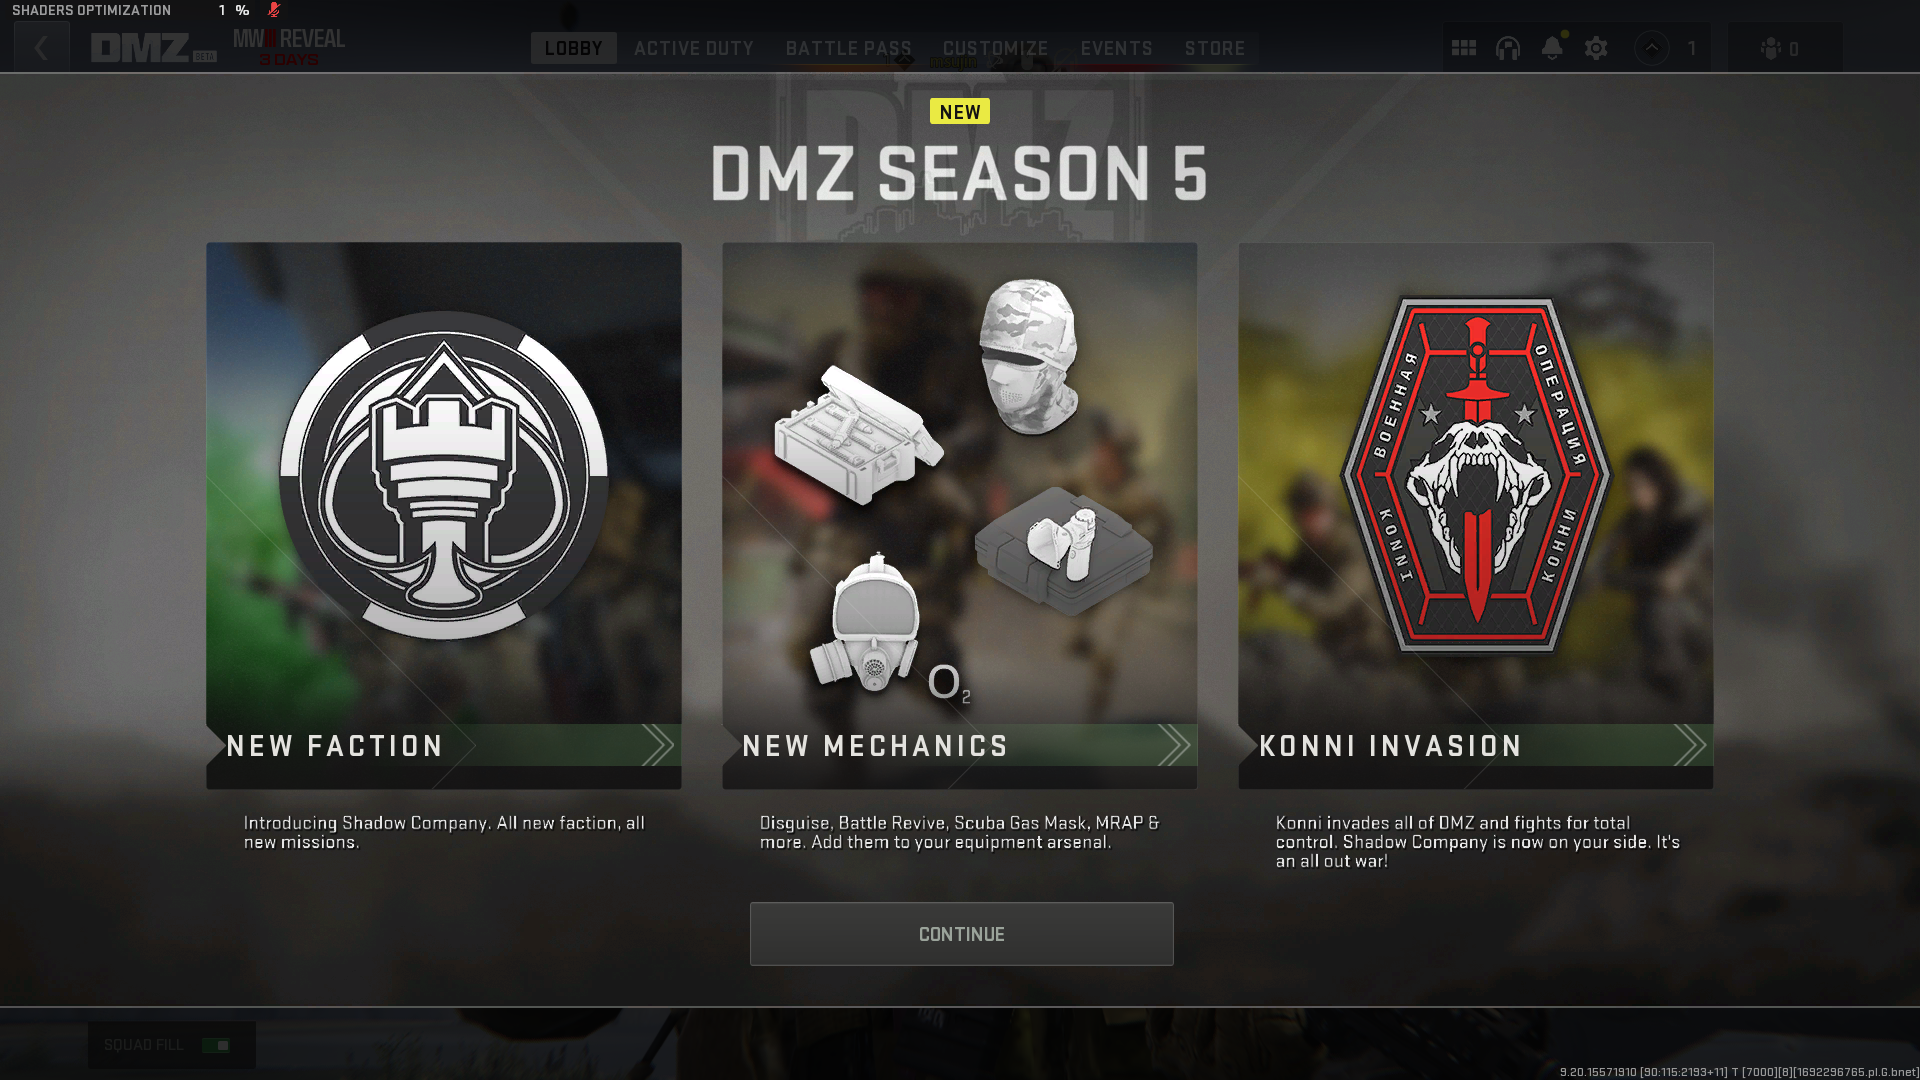 SHADERS OPTIMIZATION 1 %
DMZ BETA
MWIII REVEAL
3 DAYS
LOBBY ACTIVE DUTY BATTLE PASS CUSTOMIZE EVENTS STORE
1
0
NEW
DMZ SEASON 5
O2
ВОЕННАЯ
ОПЕРАЦИЯ
KONNI
КОННИ
NEW FACTION
NEW MECHANICS
KONNI INVASION
Introducing Shadow Company. All new faction, all
new missions.
Disguise, Battle Revive, Scuba Gas Mask, MRAP &
more. Add them to your equipment arsenal.
Konni invades all of DMZ and fights for total
control. Shadow Company is now on your side. It's
an all out war!
CONTINUE
SQUAD FILL
9.20.15571910 [90:115:2193+11] T [7000][8][1692296765.pl.G.bnet]